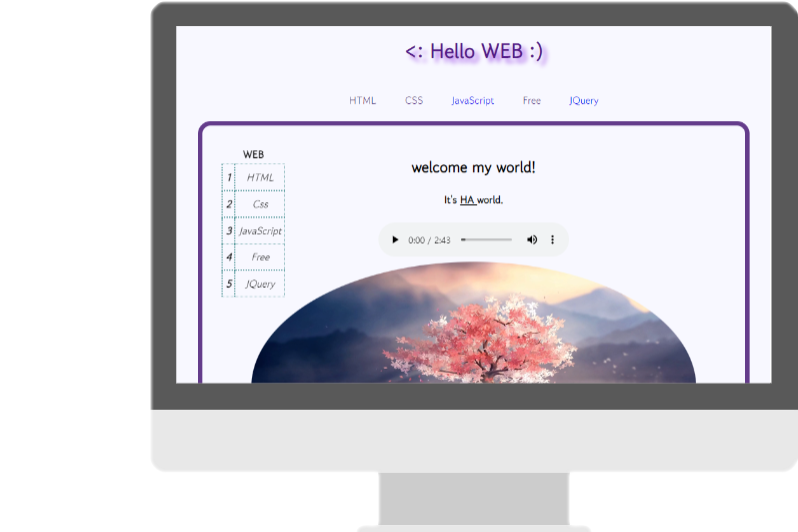 <: Hello WEB :)
HTML CSS JavaScript Free JQuery
WEB
1 HTML
2 Css
3 JavaScript
4 Free
5 JQuery
welcome my world!
It's HA world.
0:00 / 2:43